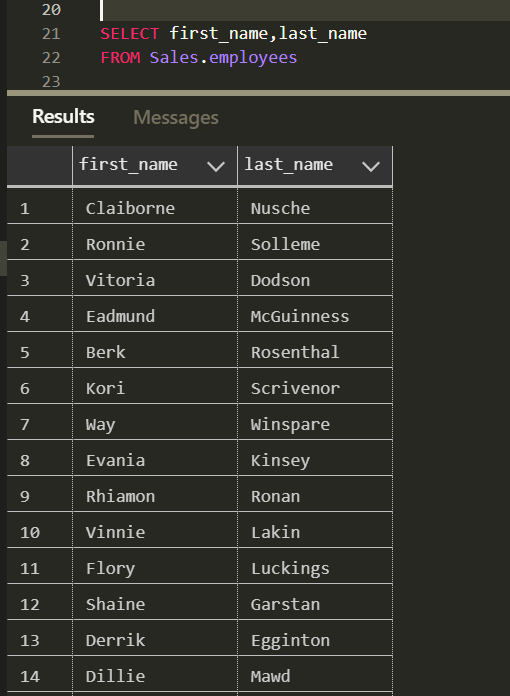 20
21 SELECT first_name,last_name
22 FROM Sales.employees
23
Results Messages
first_name last_name
1 Claiborne Nusche
2 Ronnie Solleme
3 Vitoria Dodson
4 Eadmund McGuinness
5 Berk Rosenthal
6 Kori Scrivenor
7 Way Winspare
8 Evania Kinsey
9 Rhiamon Ronan
10 Vinnie Lakin
11 Flory Luckings
12 Shaine Garstan
13 Derrik Egginton
14 Dillie Mawd